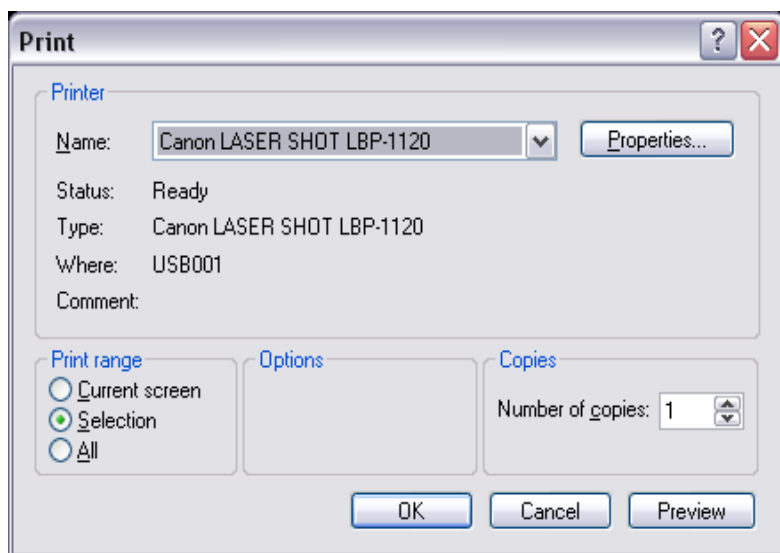 Print
Printer
Name: Canon LASER SHOT LBP-1120 Properties...
Status: Ready
Type: Canon LASER SHOT LBP-1120
Where: USB001
Comment:
Print range
Current screen
Selection
All
Options
Copies
Number of copies: 1
OK Cancel Preview